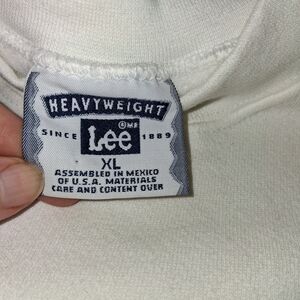 HEAVYWEIGHT
®MR
SINCE Lee 1889
XL
ASSEMBLED IN MEXICO
OF U.S.A. MATERIALS
CARE AND CONTENT OVER